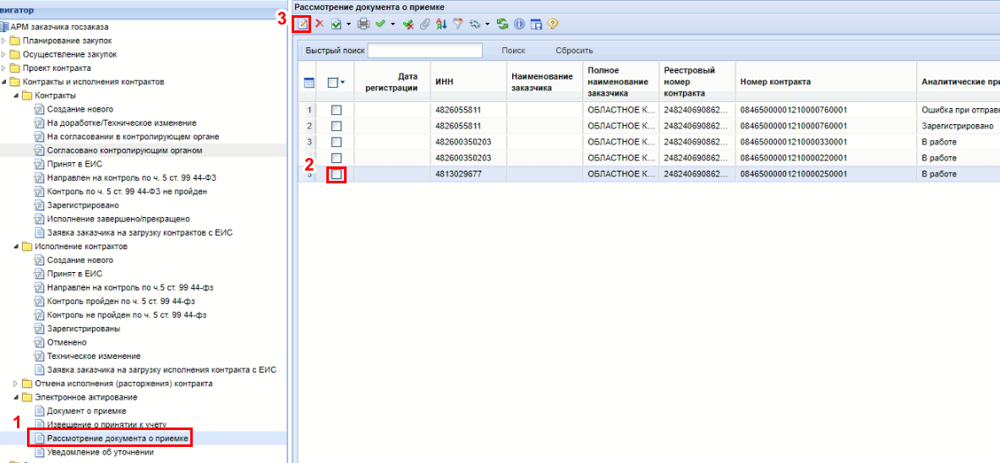 вигатор
АРМ заказчика госзаказа
Планирование закупок
Осуществление закупок
Проект контракта
Контракты и исполнения контрактов
Контракты
Создание нового
На доработке/Техническое изменение
На согласовании в контролирующем органе
Согласовано контролирующим органом
Принят в ЕИС
Направлен на контроль по ч. 5 ст. 99 44-ФЗ
Контроль по ч. 5 ст. 99 44-ФЗ не пройден
Зарегистрировано
Исполнение завершено/прекращено
Заявка заказчика на загрузку контрактов с ЕИС
Исполнение контрактов
Создание нового
Принят в ЕИС
Направлен на контроль по ч.5 ст. 99 44-фз
Контроль пройден по ч. 5 ст. 99 44-фз
Контроль не пройден по ч. 5 ст. 99 44-фз
Зарегистрированы
Отменено
Техническое изменение
Заявка заказчика на загрузку исполнения контракта с ЕИС
Отмена исполнения (расторжения) контракта
Электронное актирование
Документ о приемке
Извещение о принятии к учету
1
Рассмотрение документа о приемке
Уведомление об уточнении
Рассмотрение документа о приемке
3
Быстрый поиск Поиск Сбросить
Дата регистрации ИНН Наименование заказчика Полное наименование заказчика Реестровый номер контракта Номер контракта Аналитические при
1 4826055811 ОБЛАСТНОЕ К... 248240690862... 08465000001210000760001 Ошибка при отправк
2 4826055811 ОБЛАСТНОЕ К... 248240690862... 08465000001210000760001 Зарегистрировано
3 482600350203 ОБЛАСТНОЕ К... 248240690862... 08465000001210000330001 В работе
482600350203 ОБЛАСТНОЕ К... 248240690862... 08465000001210000220001 В работе
2
5 4813029677 ОБЛАСТНОЕ К... 248240690862... 08465000001210000250001 В работе